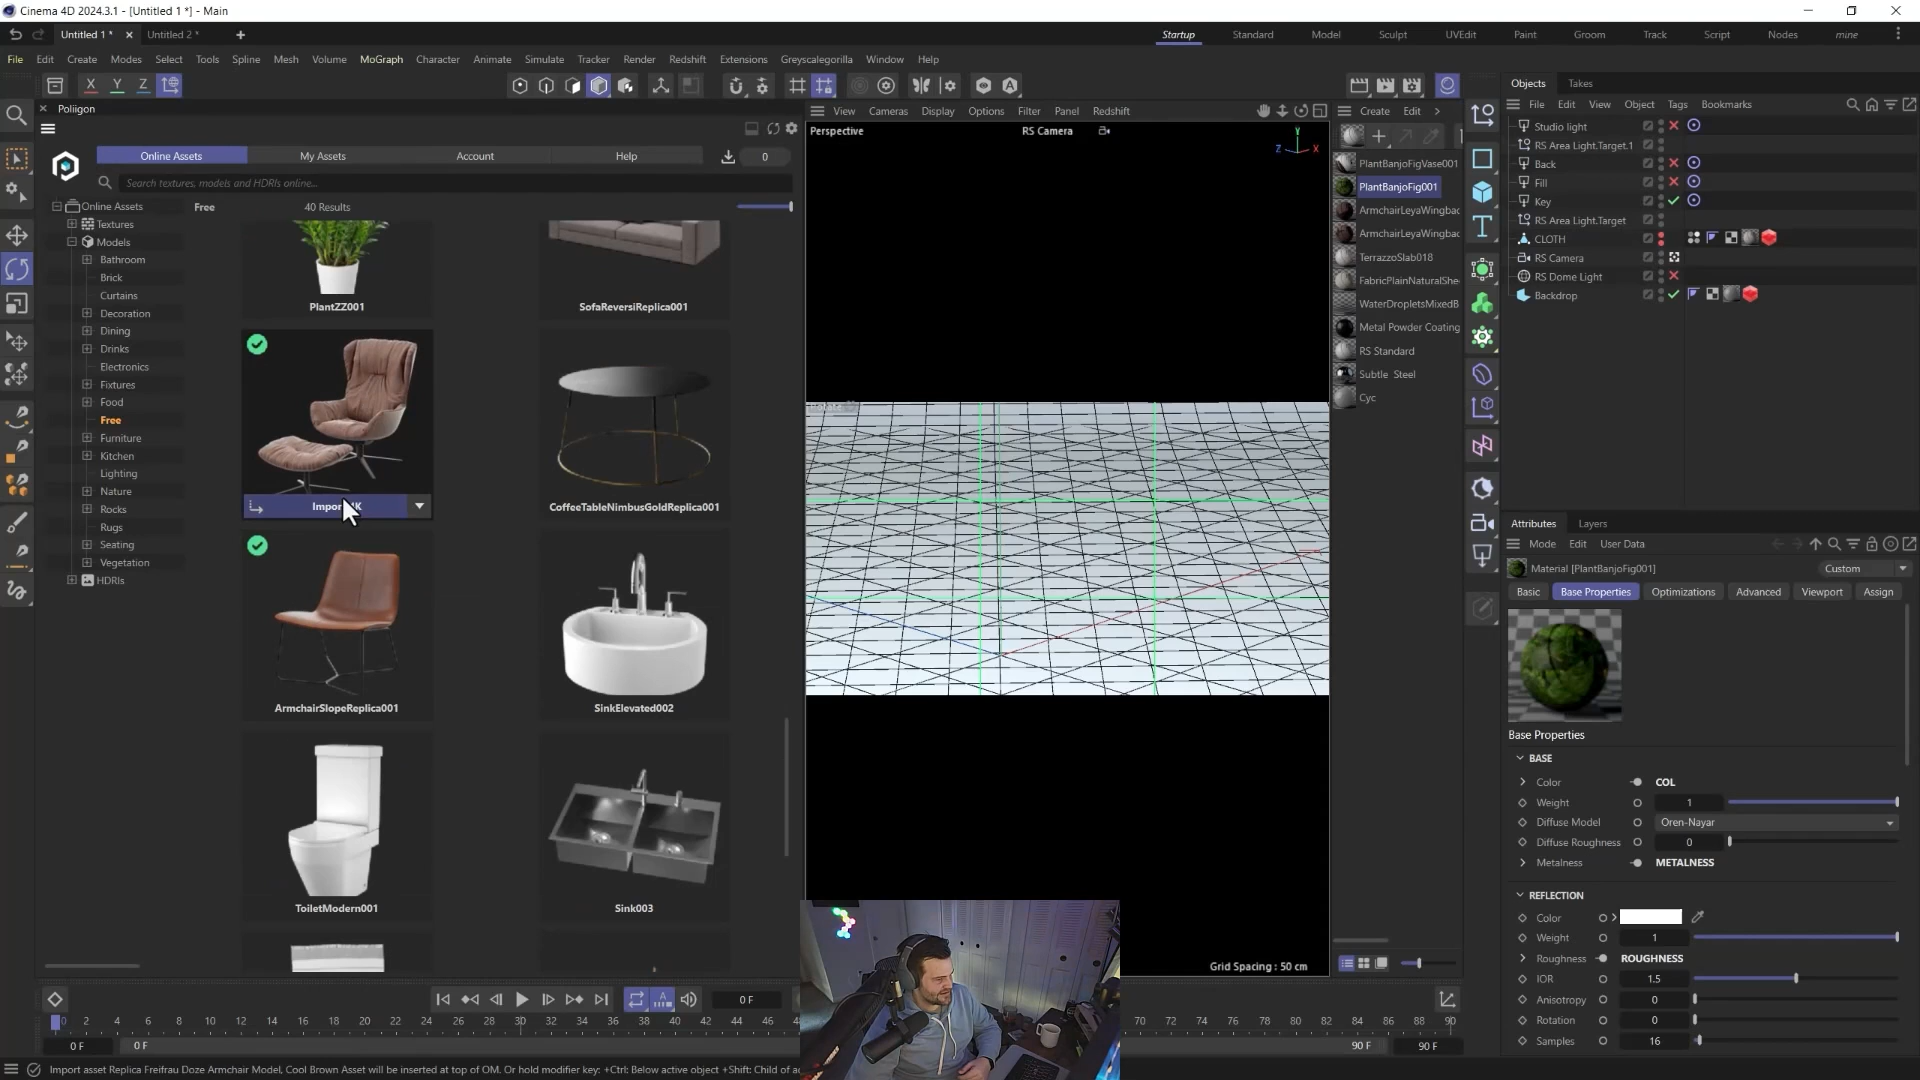 Cinema 4D 2024.3.1 - [Untitled 1 *] - Main
Untitled 1 *
Untitled 2 *
Startup
Standard
Model
Sculpt
UVEdit
Paint
Groom
Track
Script
Nodes
mine
File Edit Create Modes Select Tools Spline Mesh Volume MoGraph Character Animate Simulate Tracker Render Redshift Extensions Greyscalegorilla Window Help
X Y Z
Poliigon
Online Assets
My Assets
Account
Help
0
Search textures, models and HDRIs online...
Online Assets
Textures
Models
Bathroom
Brick
Curtains
Decoration
Dining
Drinks
Electronics
Fixtures
Food
Free
Furniture
Kitchen
Lighting
Nature
Rocks
Rugs
Seating
Vegetation
HDRIs
Free
40 Results
PlantZZ001
SofaReversiReplica001
CoffeeTableNimbusGoldReplica001
ArmchairSlopeReplica001
SinkElevated002
ToiletModern001
Sink003
View Cameras Display Options Filter Panel Redshift
Perspective
RS Camera
Y
Z
X
Grid Spacing : 50 cm
Create Edit
PlantBanjoFigVase001
PlantBanjoFig001
ArmchairLeyaWingbac
ArmchairLeyaWingbac
TerrazzoSlab018
FabricPlainNaturalShe
WaterDropletsMixedB
Metal Powder Coating
RS Standard
Subtle Steel
Cyc
Objects
Takes
File Edit View Object Tags Bookmarks
Studio light
RS Area Light.Target.1
Back
Fill
Key
RS Area Light.Target
CLOTH
RS Camera
RS Dome Light
Backdrop
Attributes
Layers
Mode Edit User Data
Material [PlantBanjoFig001]
Custom
Basic
Base Properties
Optimizations
Advanced
Viewport
Assign
Base Properties
BASE
Color COL
Weight 1
Diffuse Model Oren-Nayar
Diffuse Roughness 0
Metalness METALNESS
REFLECTION
Color
Weight 1
Roughness ROUGHNESS
IOR 1.5
Anisotropy 0
Rotation 0
Samples 16
0 F
0 2 4 6 8 10 12 14 16 18 20 22 24 26 28 30 32 34 36 38 40 42 44 46 48
70 72 74 76 78 80 82 84 86 88 90
0 F
0 F
90 F
90 F
Import asset Replica Freifrau Doze Armchair Model, Cool Brown Asset will be inserted at top of OM. Or hold modifier key: +Ctrl: Below active object +Shift: Child of ac